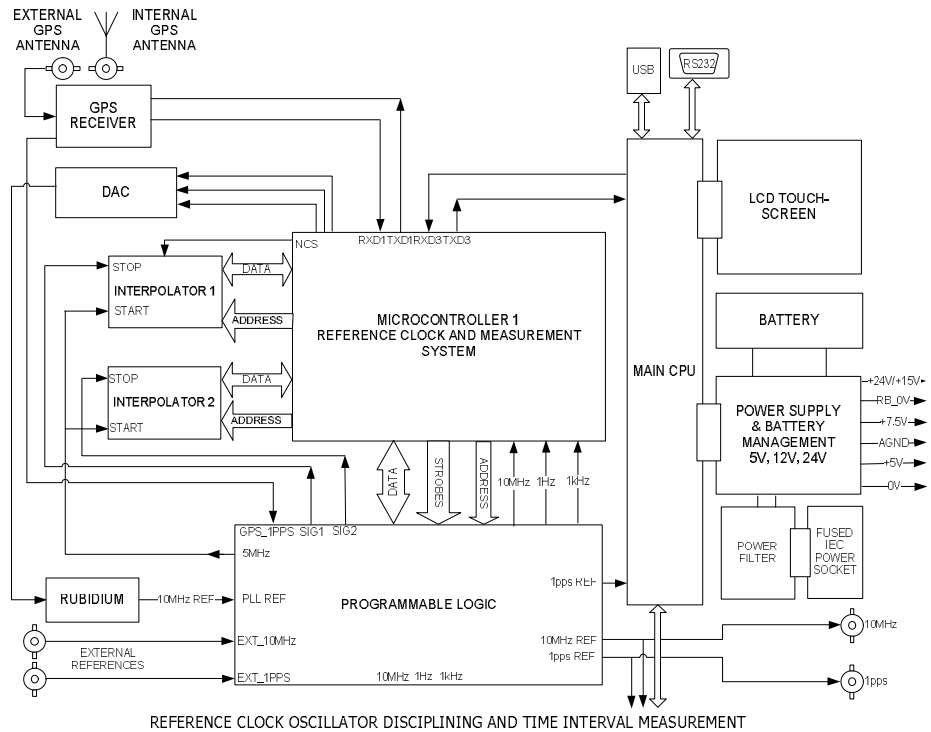 EXTERNAL
GPS
ANTENNA
INTERNAL
GPS
ANTENNA
USB
RS232
GPS
RECEIVER
DAC
LCD TOUCH-
SCREEN
NCS
RXD1
TXD1
RXD3
TXD3
STOP
INTERPOLATOR 1
START
DATA
ADDRESS
MICROCONTROLLER 1
REFERENCE CLOCK AND MEASUREMENT
SYSTEM
MAIN CPU
BATTERY
STOP
INTERPOLATOR 2
START
DATA
ADDRESS
POWER SUPPLY
& BATTERY
MANAGEMENT
5V, 12V, 24V
+24V/+15V
RB_0V
+7.5V
AGND
+5V
0V
DATA
STROBES
ADDRESS
10MHz
1Hz
1kHz
POWER
FILTER
FUSED
IEC
POWER
SOCKET
GPS_1PPS
SIG1
SIG2
5MHz
1pps REF
RUBIDIUM
10MHz REF
PLL REF
PROGRAMMABLE LOGIC
EXTERNAL
REFERENCES
EXT_10MHz
EXT_1PPS
10MHz 1Hz 1kHz
10MHz REF
1pps REF
10MHz
1pps
REFERENCE CLOCK OSCILLATOR DISCIPLINING AND TIME INTERVAL MEASUREMENT